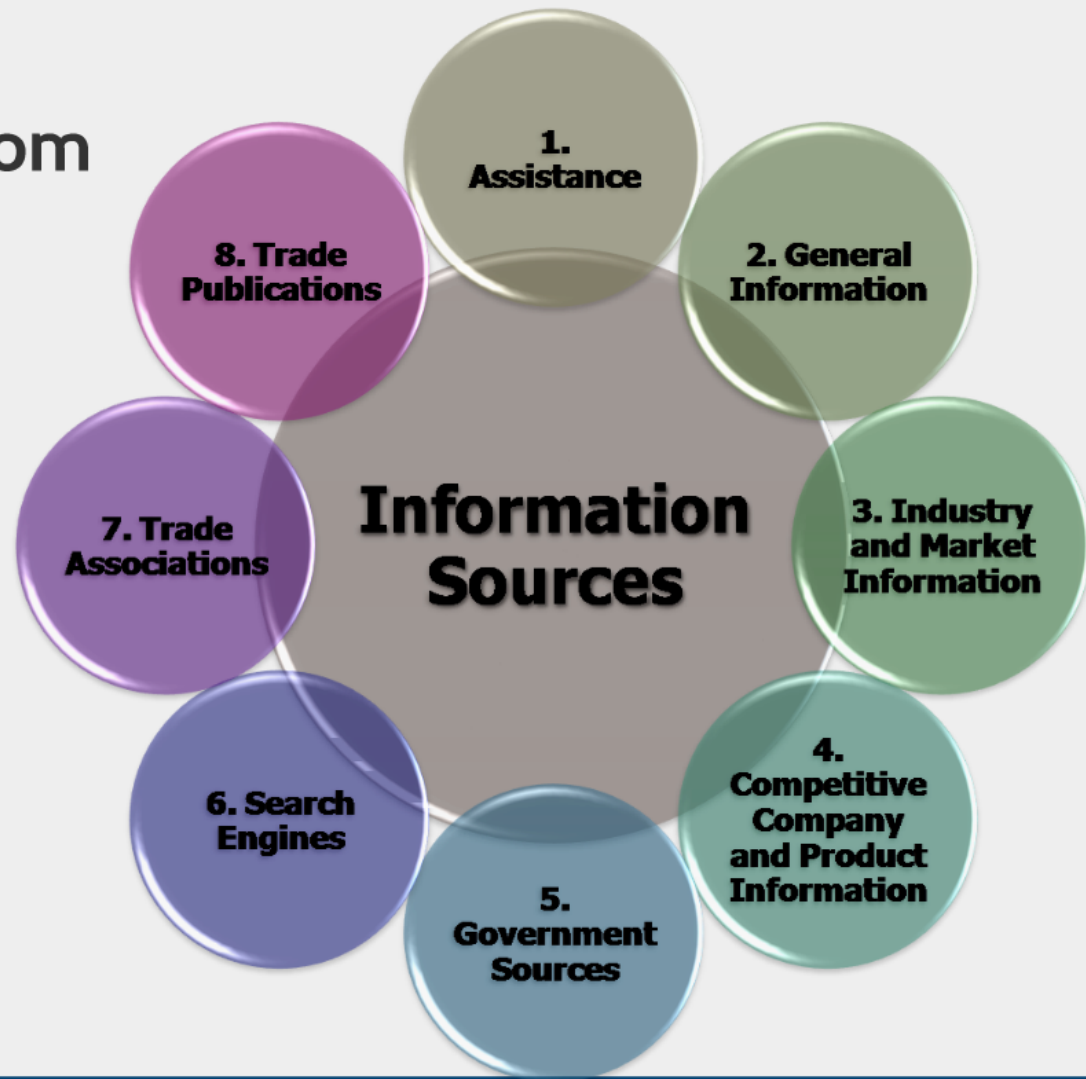 om
1.
Assistance
2. General
Information
3. Industry
and Market
Information
4.
Competitive
Company
and Product
Information
5.
Government
Sources
6. Search
Engines
7. Trade
Associations
8. Trade
Publications
Information
Sources